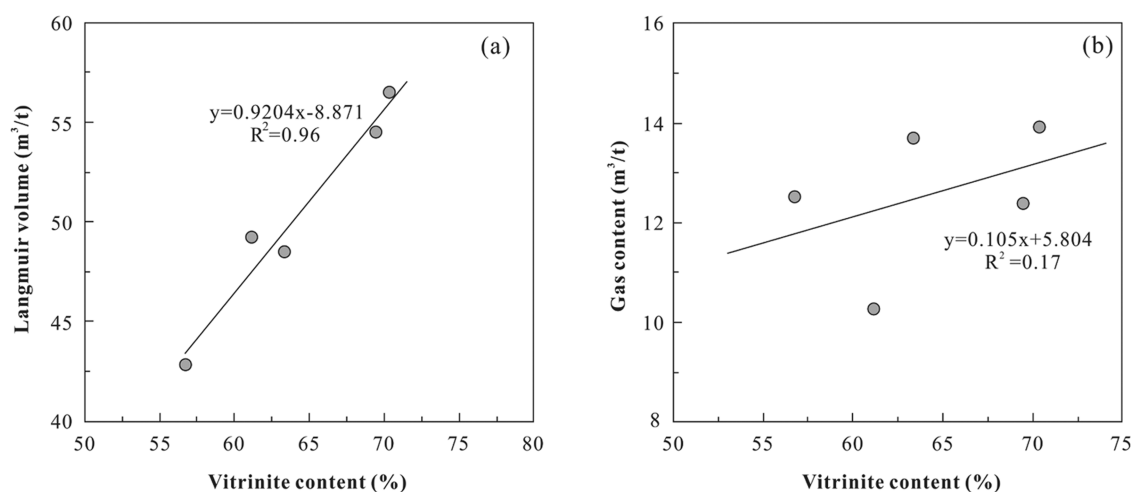 (a)
60
55
50
45
40
Langmuir volume (m³/t)
y=0.9204x-8.871
R²=0.96
50 55 60 65 70 75 80
Vitrinite content (%)
(b)
16
14
12
10
8
Gas content (m³/t)
y=0.105x+5.804
R²=0.17
50 55 60 65 70 75
Vitrinite content (%)